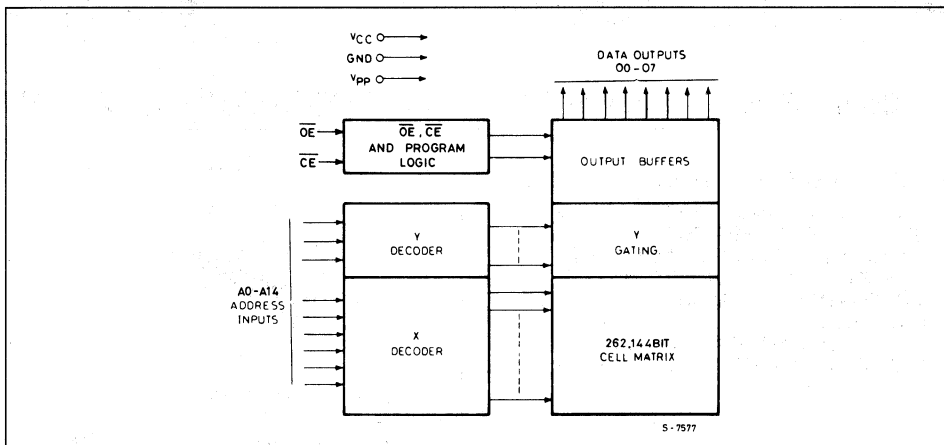 VCC
GND
VPP
DATA OUTPUTS
O0-O7
OE
CE
OE, CE
AND PROGRAM
LOGIC
OUTPUT BUFFERS
Y
DECODER
Y
GATING
A0-A14
ADDRESS
INPUTS
X
DECODER
262,144BIT
CELL MATRIX
S-7577